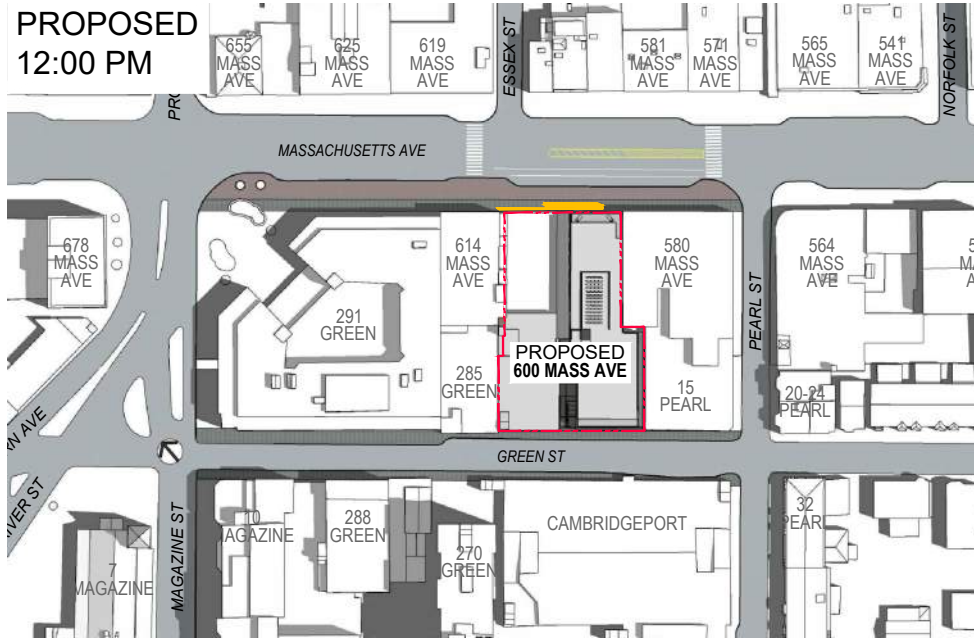 PROPOSED
12:00 PM
655
MASS
AVE
625
MASS
AVE
619
MASS
AVE
ESSEX ST
581
MASS
AVE
571
MASS
AVE
565
MASS
AVE
541
MASS
AVE
NORFOLK ST
MASSACHUSETTS AVE
678
MASS
AVE
291
GREEN
614
MASS
AVE
285
GREEN
PROPOSED
600 MASS AVE
580
MASS
AVE
15
PEARL
PEARL ST
564
MASS
AVE
20-24
PEARL
GREEN ST
MAGAZINE ST
7
MAGAZINE
288
GREEN
270
GREEN
CAMBRIDGEPORT
32
PEARL